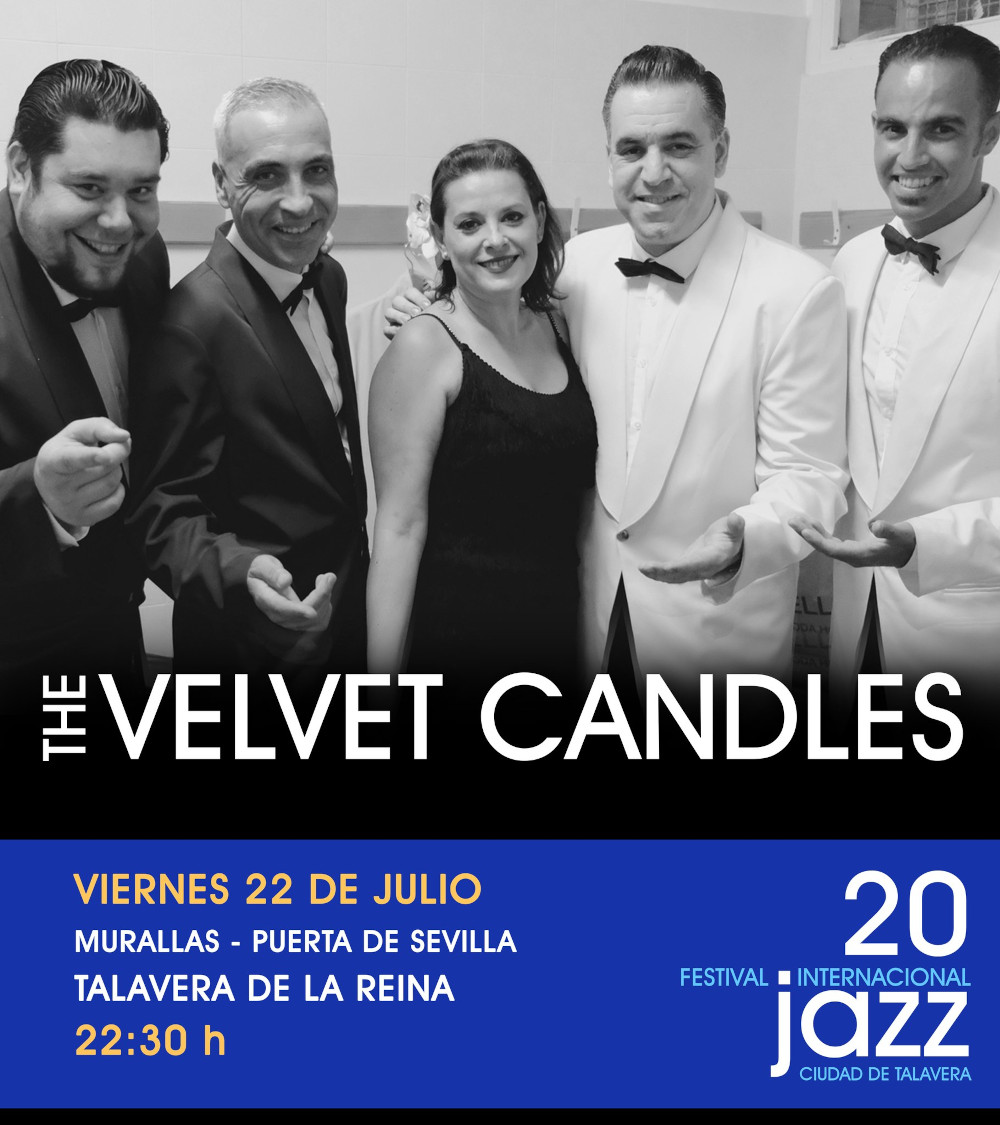 THE VELVET CANDLES
VIERNES 22 DE JULIO
MURALLAS - PUERTA DE SEVILLA
TALAVERA DE LA REINA
22:30 h
20
FESTIVAL INTERNACIONAL
jazz
CIUDAD DE TALAVERA